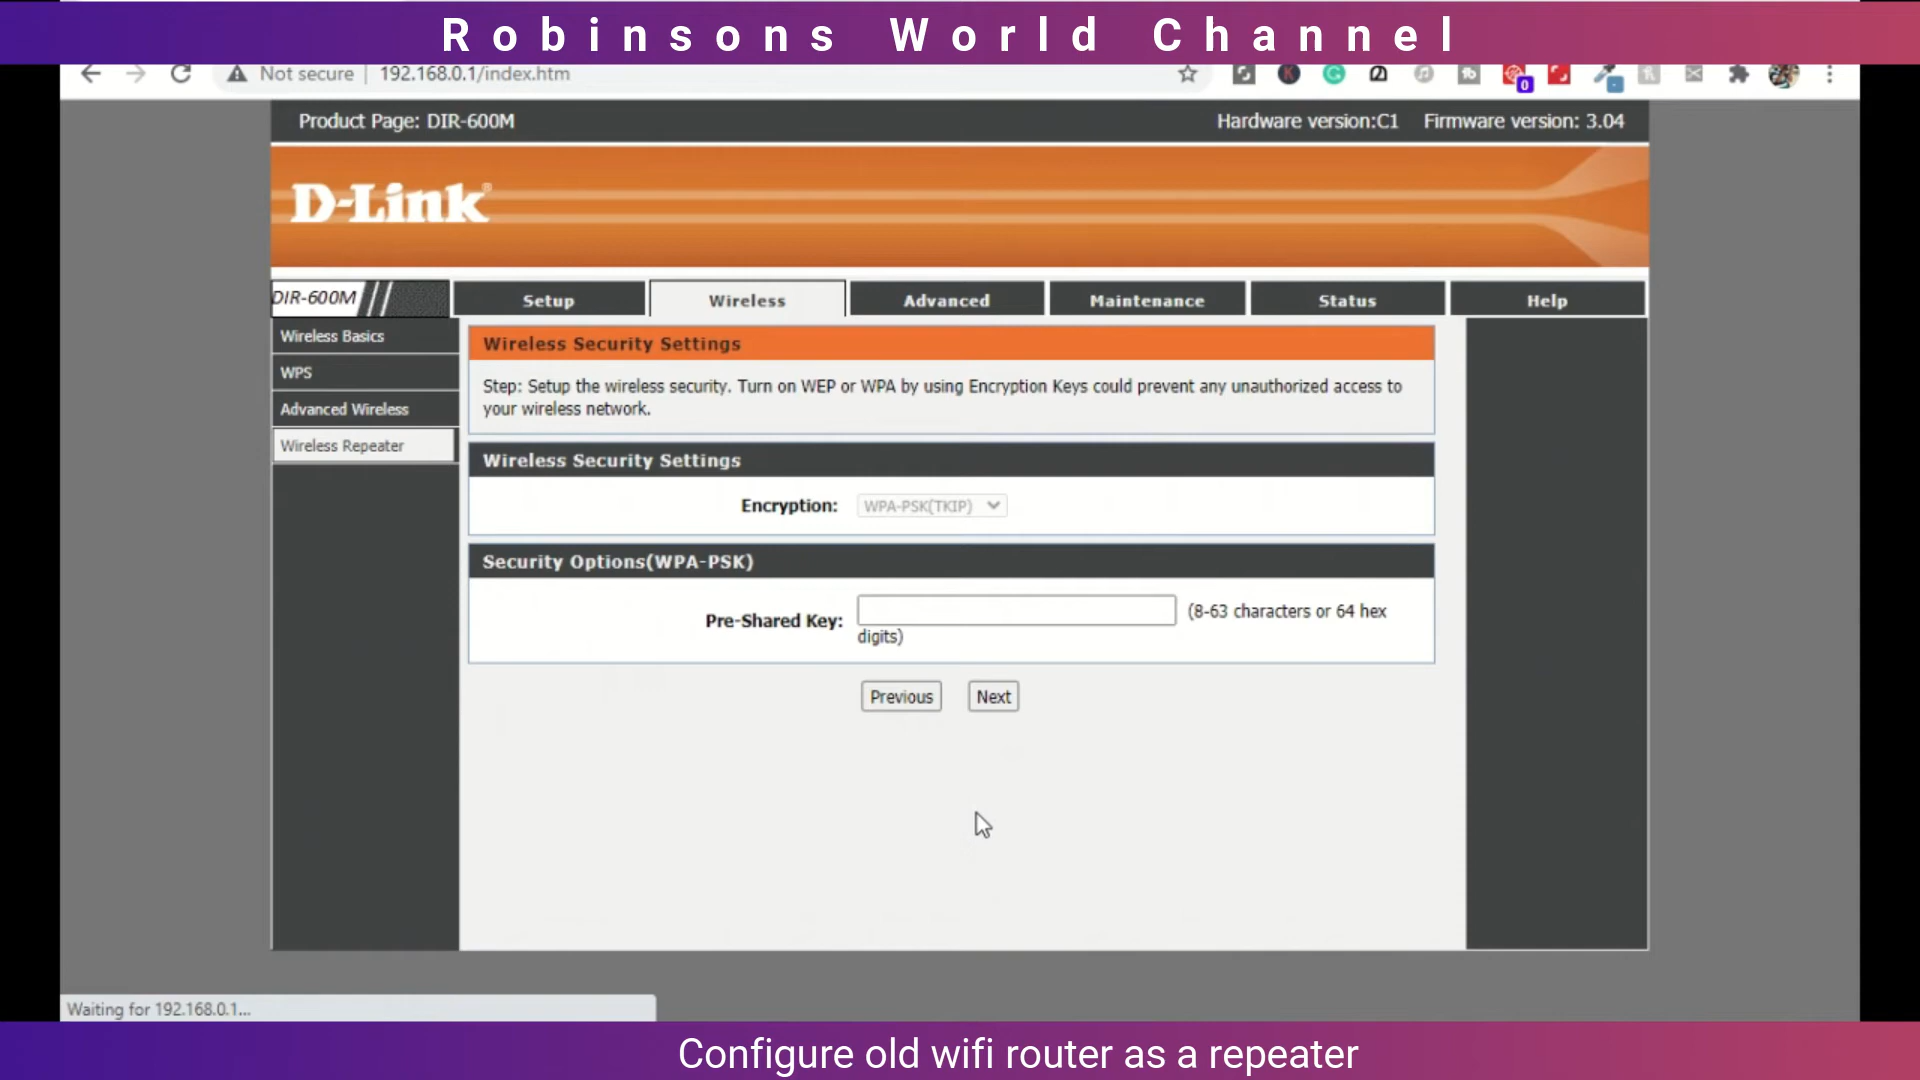 Robinsons World Channel
Not secure | 192.168.0.1/index.htm
0
Product Page: DIR-600M Hardware version:C1 Firmware version: 3.04
D-Link®
DIR-600M Setup Wireless Advanced Maintenance Status Help
Wireless Basics
WPS
Advanced Wireless
Wireless Repeater
Wireless Security Settings
Step: Setup the wireless security. Turn on WEP or WPA by using Encryption Keys could prevent any unauthorized access to
your wireless network.
Wireless Security Settings
Encryption: WPA-PSK(TKIP)
Security Options(WPA-PSK)
Pre-Shared Key: (8-63 characters or 64 hex
digits)
Previous Next
Waiting for 192.168.0.1...
Configure old wifi router as a repeater